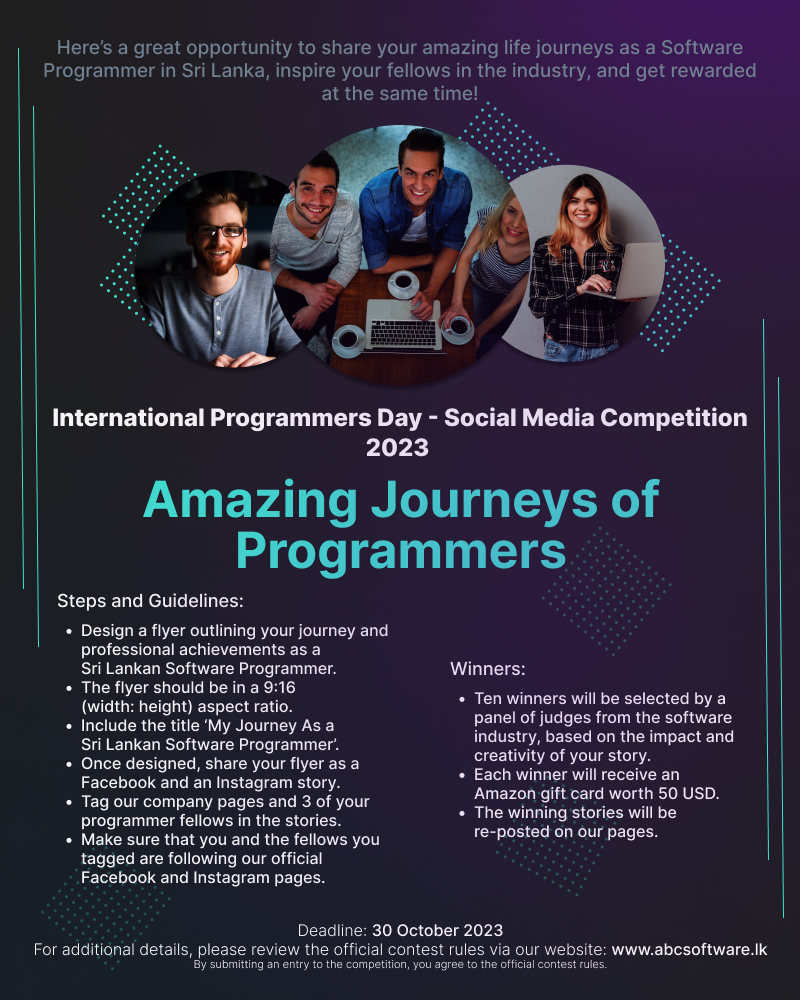 Here’s a great opportunity to share your amazing life journeys as a Software
Programmer in Sri Lanka, inspire your fellows in the industry, and get rewarded
at the same time!
International Programmers Day - Social Media Competition
2023
Amazing Journeys of
Programmers
Steps and Guidelines:
• Design a flyer outlining your journey and
professional achievements as a
Sri Lankan Software Programmer.
• The flyer should be in a 9:16
(width: height) aspect ratio.
• Include the title ‘My Journey As a
Sri Lankan Software Programmer’.
• Once designed, share your flyer as a
Facebook and an Instagram story.
• Tag our company pages and 3 of your
programmer fellows in the stories.
• Make sure that you and the fellows you
tagged are following our official
Facebook and Instagram pages.
Winners:
• Ten winners will be selected by a
panel of judges from the software
industry, based on the impact and
creativity of your story.
• Each winner will receive an
Amazon gift card worth 50 USD.
• The winning stories will be
re-posted on our pages.
Deadline: 30 October 2023
For additional details, please review the official contest rules via our website: www.abcsoftware.lk
By submitting an entry to the competition, you agree to the official contest rules.